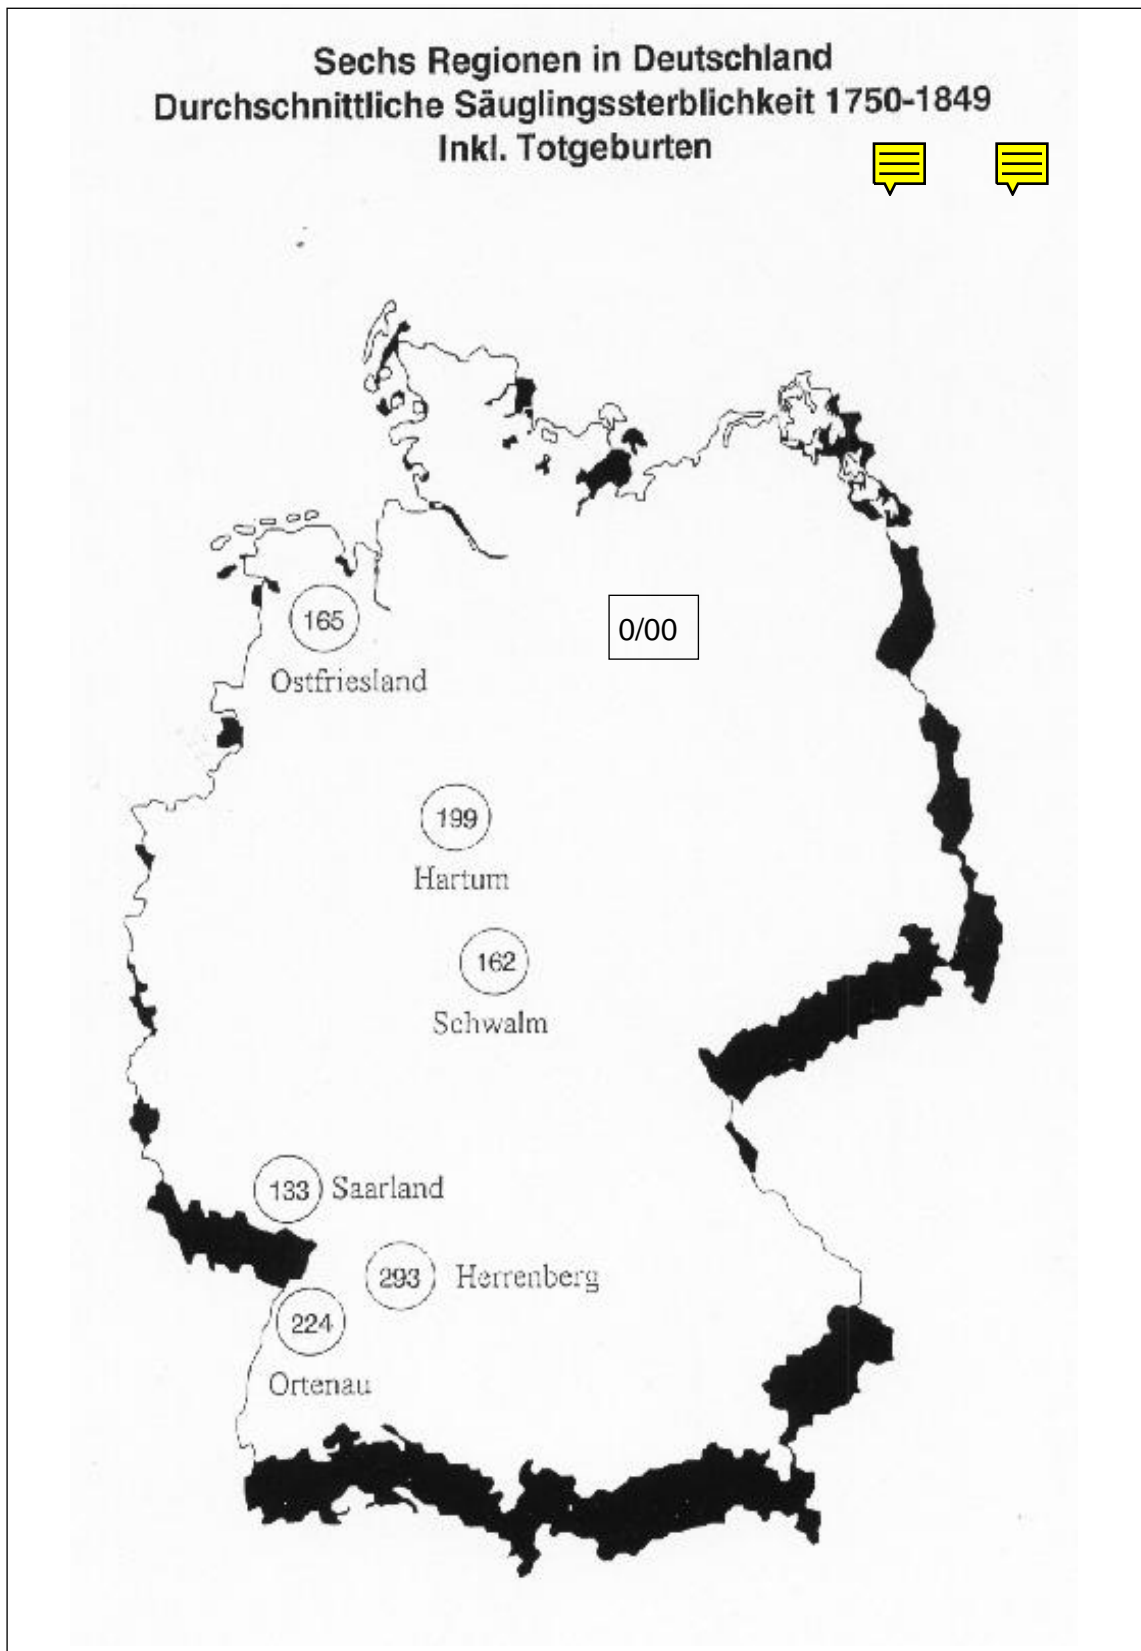 Sechs Regionen in Deutschland
Durchschnittliche Säuglingssterblichkeit 1750-1849
Inkl. Totgeburten
165
0/00
Ostfriesland
199
Hartum
162
Schwalm
133 Saarland
293 Herrenberg
224
Ortenau